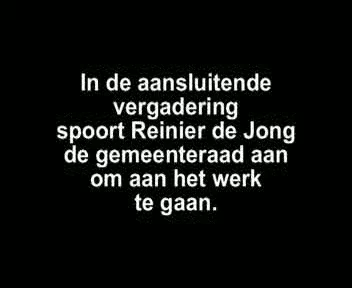 In de aansluitende
vergadering
spoort Reinier de Jong
de gemeenteraad aan
om aan het werk
te gaan.